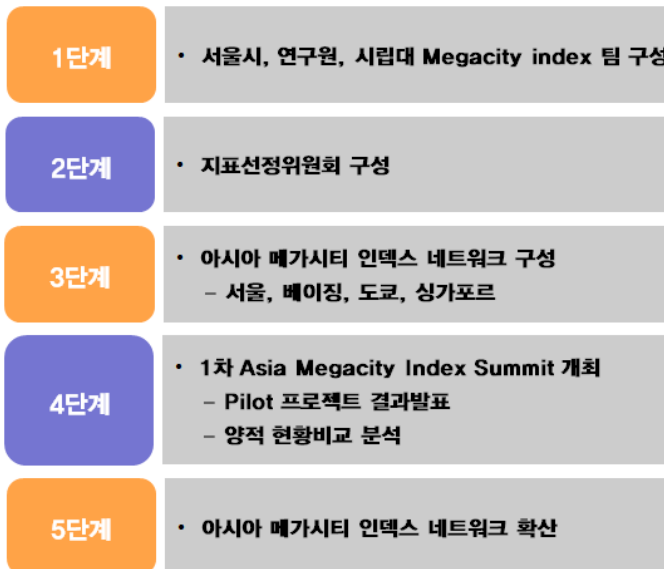 1단계
• 서울시, 연구원, 시립대 Megacity index 팀 구성
2단계
• 지표선정위원회 구성
3단계
• 아시아 메가시티 인덱스 네트워크 구성
– 서울, 베이징, 도쿄, 싱가포르
4단계
• 1차 Asia Megacity Index Summit 개최
– Pilot 프로젝트 결과발표
– 양적 현황비교 분석
5단계
• 아시아 메가시티 인덱스 네트워크 확산